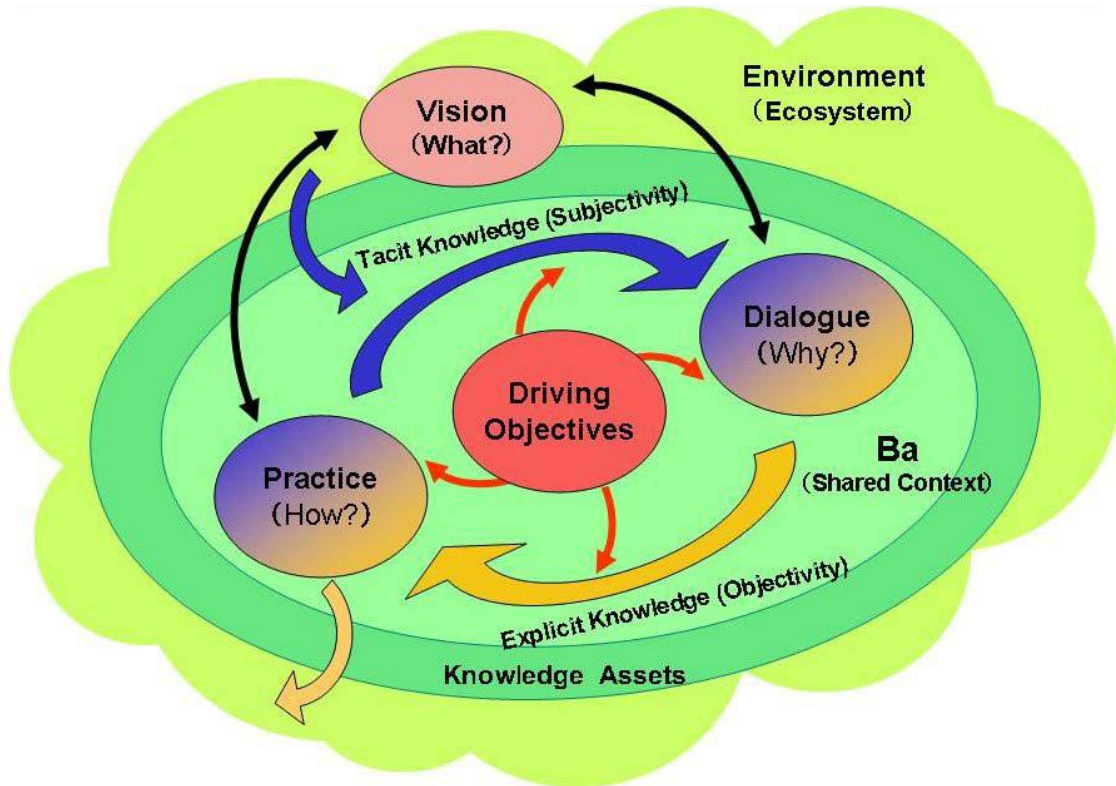 Environment
（Ecosystem）
Vision
（What?）
Tacit Knowledge (Subjectivity)
Dialogue
（Why?）
Driving
Objectives
Ba
（Shared Context）
Practice
（How?）
Explicit Knowledge (Objectivity)
Knowledge Assets